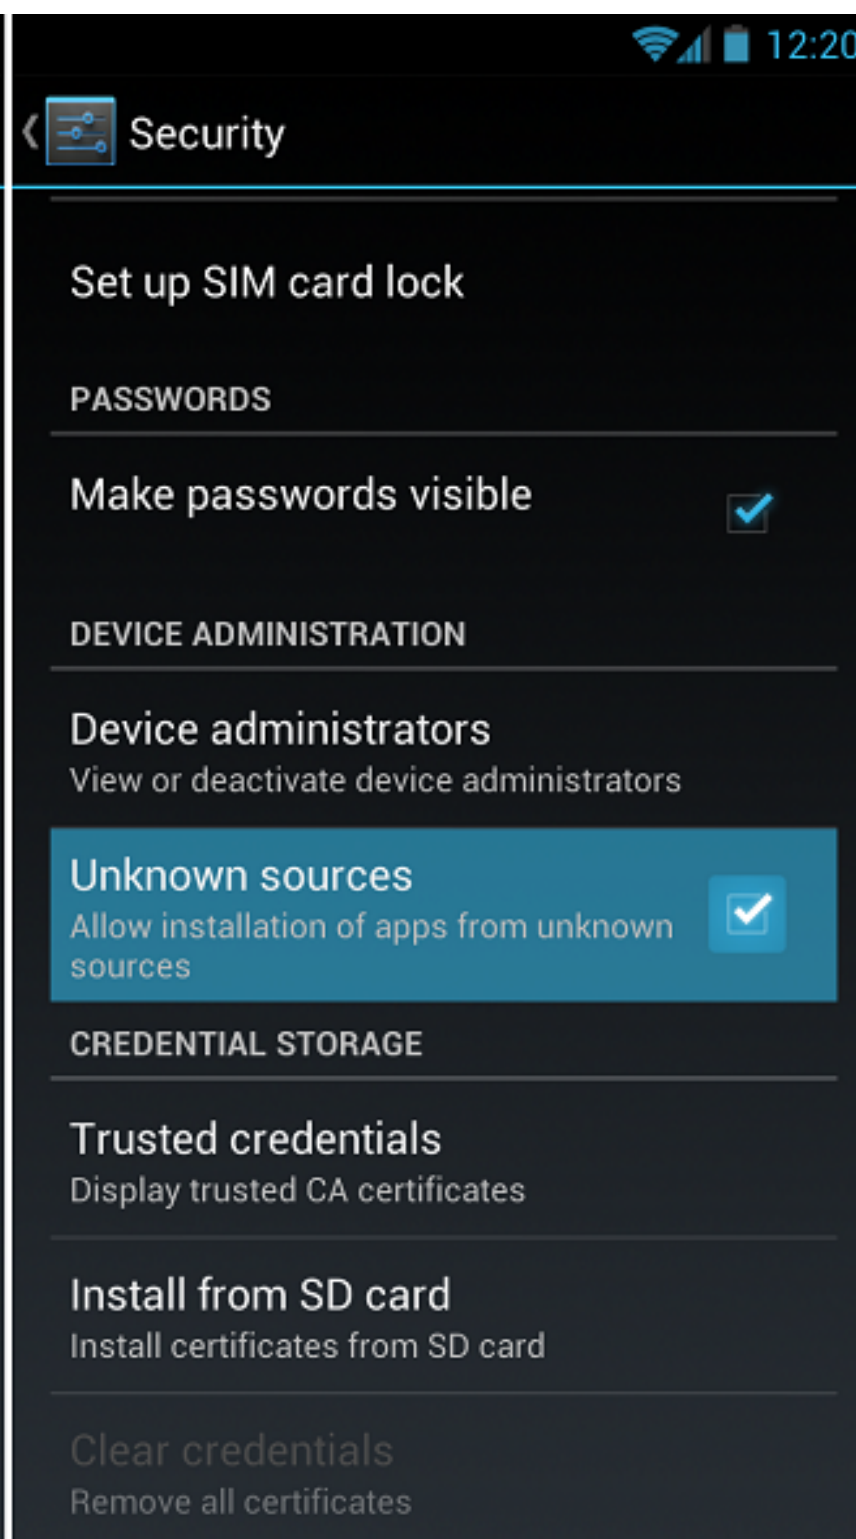 12:20
Security
Set up SIM card lock
PASSWORDS
Make passwords visible
DEVICE ADMINISTRATION
Device administrators
View or deactivate device administrators
Unknown sources
Allow installation of apps from unknown
sources
CREDENTIAL STORAGE
Trusted credentials
Display trusted CA certificates
Install from SD card
Install certificates from SD card
Clear credentials
Remove all certificates